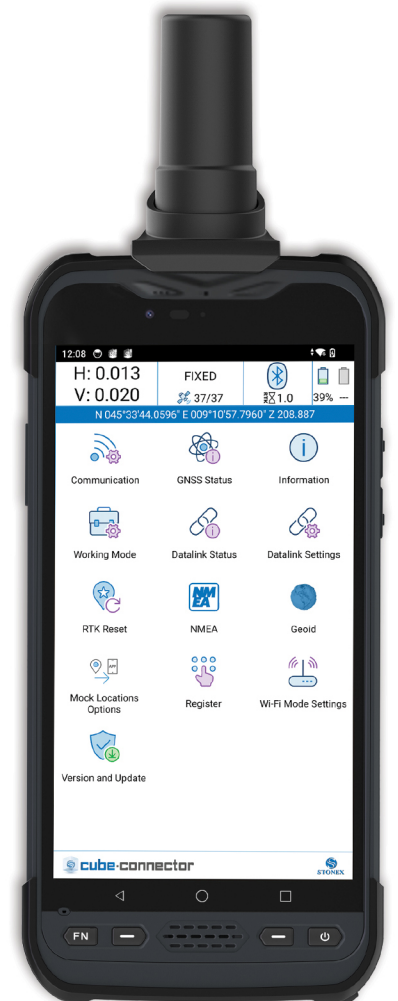 12:08
H: 0.013
V: 0.020
FIXED
37/37
1.0
39% ---
N 045°33'44.0596" E 009°10'57.7960" Z 208.887
Communication
GNSS Status
Information
Working Mode
Datalink Status
Datalink Settings
RTK Reset
NMEA
NMEA
Geoid
Mock Locations
Options
Register
Wi-Fi Mode Settings
Version and Update
cube-connector
STONEX
FN